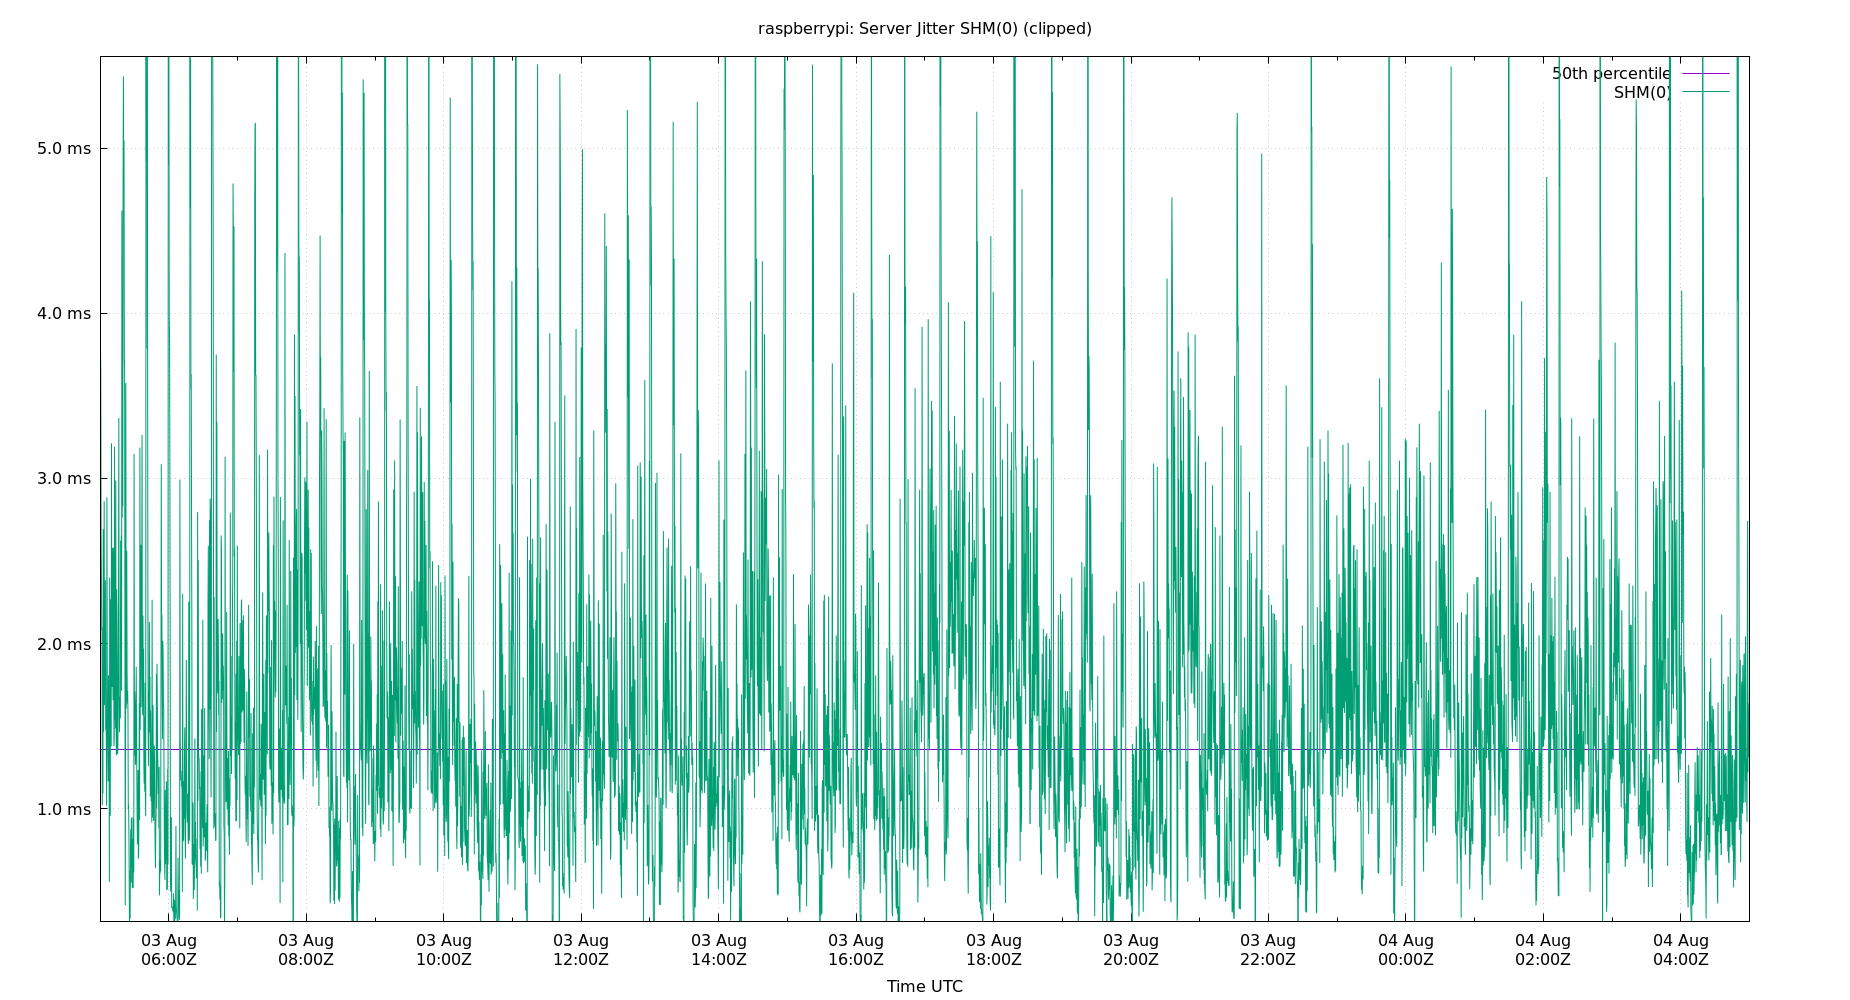 raspberrypi: Server Jitter SHM(0) (clipped)
50th percentile
SHM(0)
5.0 ms
4.0 ms
3.0 ms
2.0 ms
1.0 ms
03 Aug 03 Aug 03 Aug 03 Aug 03 Aug 03 Aug 03 Aug 03 Aug 03 Aug 04 Aug 04 Aug 04 Aug
06:00Z 08:00Z 10:00Z 12:00Z 14:00Z 16:00Z 18:00Z 20:00Z 22:00Z 00:00Z 02:00Z 04:00Z
Time UTC